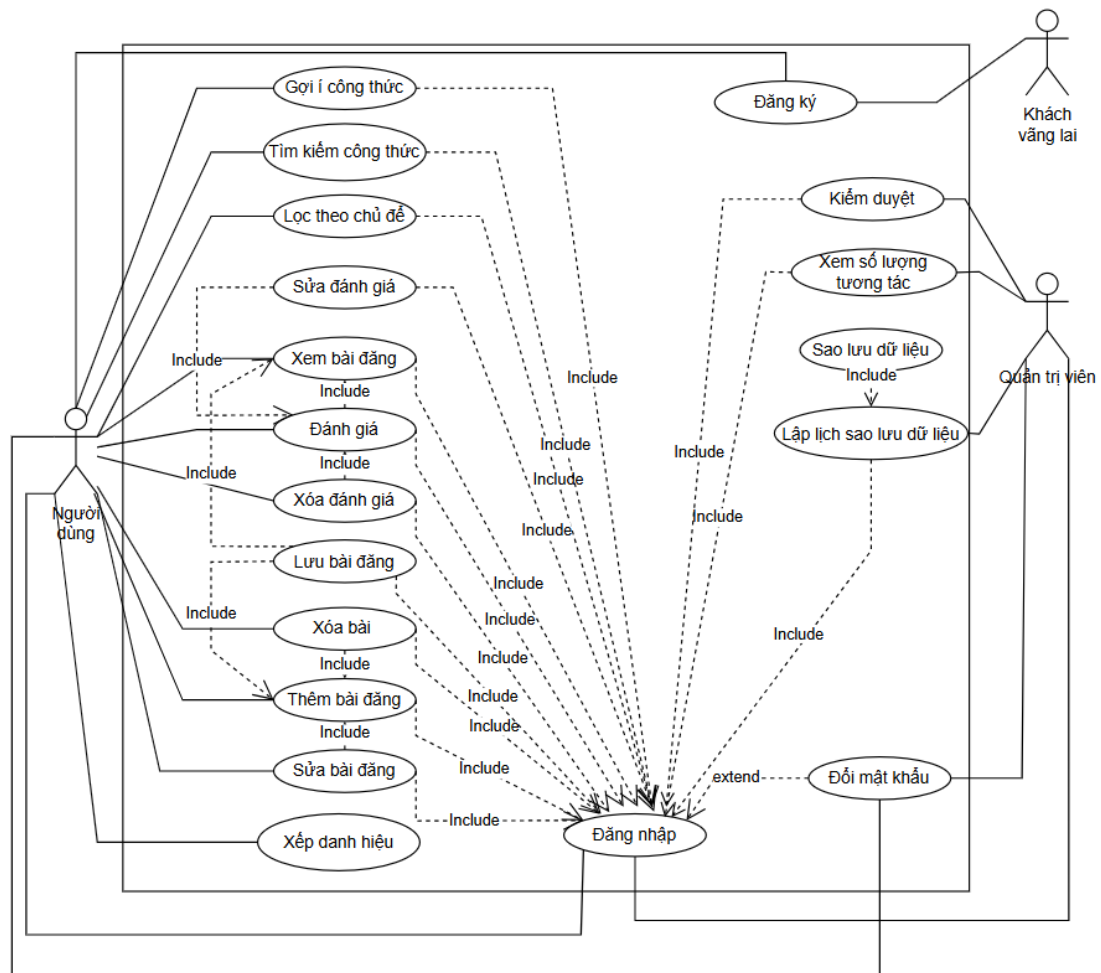 Gợi í công thức
Đăng ký
Khách
vãng lai
Tìm kiếm công thức
Kiểm duyệt
Lọc theo chủ để
Xem số lượng
tương tác
Sửa đánh giá
Sao lưu dữ liệu
Include
Quản trị viên
Include
Xem bài đăng
Include
Include
Đánh giá
Lập lịch sao lưu dữ liệu
Include
Include
Include
Include
Xóa đánh giá
Người
dùng
Include
Include
Lưu bài đăng
Include
Include
Xóa bài
Include
Include
Include
Include
Thêm bài đăng
Include
Include
Include
Sửa bài đăng
extend
Đổi mật khẩu
Include
Xếp danh hiệu
Đăng nhập